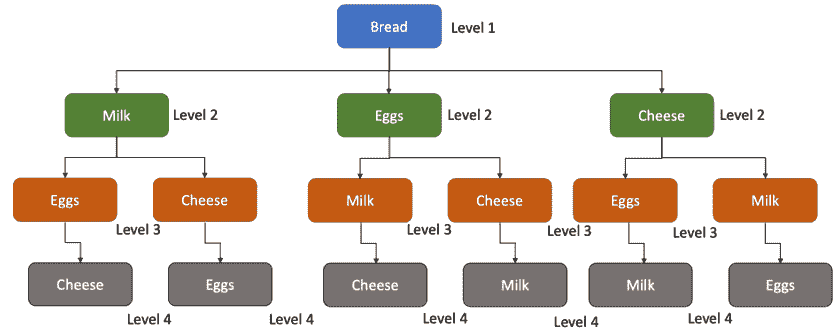 Bread Level 1
Milk Level 2 Eggs Level 2 Cheese Level 2
Eggs Cheese Milk Cheese Eggs Milk
Level 3 Level 3 Level 3 Level 3
Cheese Eggs Cheese Milk Milk Eggs
Level 4 Level 4 Level 4 Level 4 Level 4